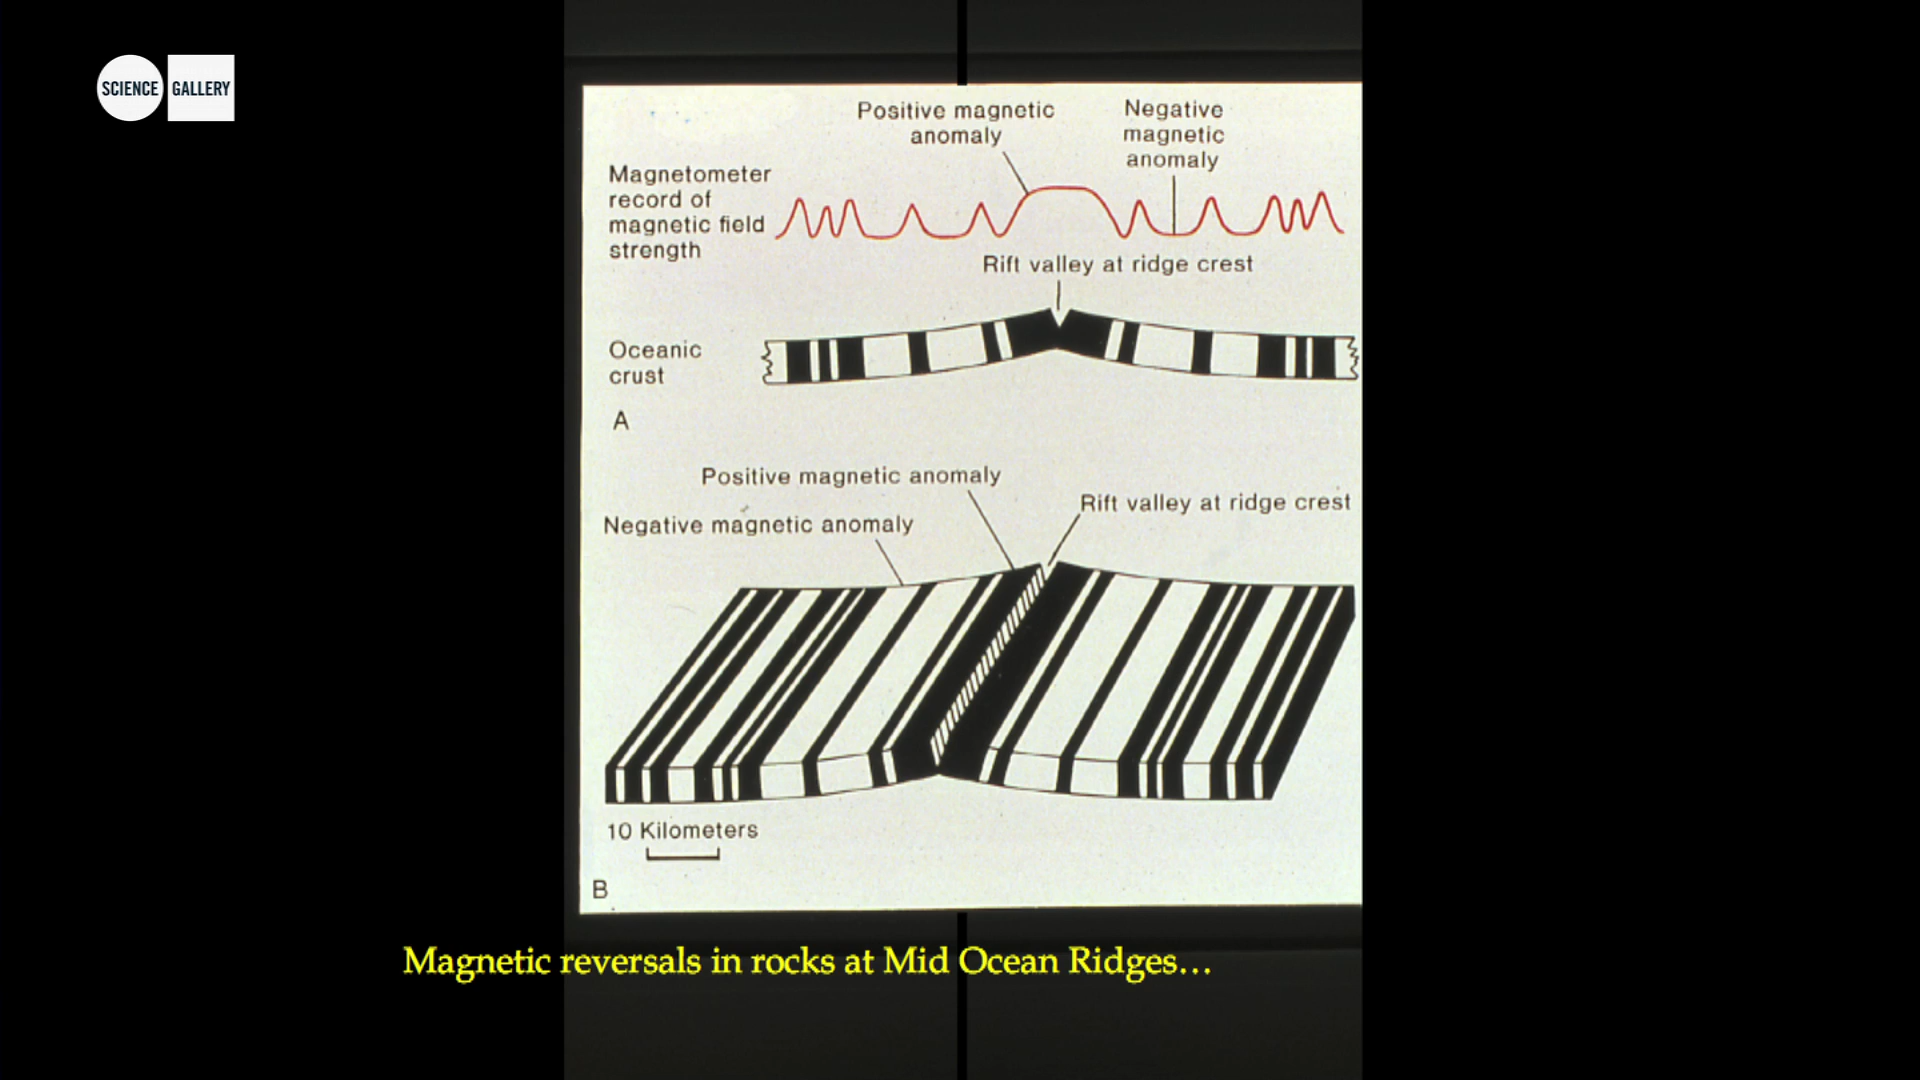 SCIENCE GALLERY
Positive magnetic
anomaly
Negative
magnetic
anomaly
Magnetometer
record of
magnetic field
strength
Rift valley at ridge crest
Oceanic
crust
A
Positive magnetic anomaly
Rift valley at ridge crest
Negative magnetic anomaly
10 Kilometers
B
Magnetic reversals in rocks at Mid Ocean Ridges...